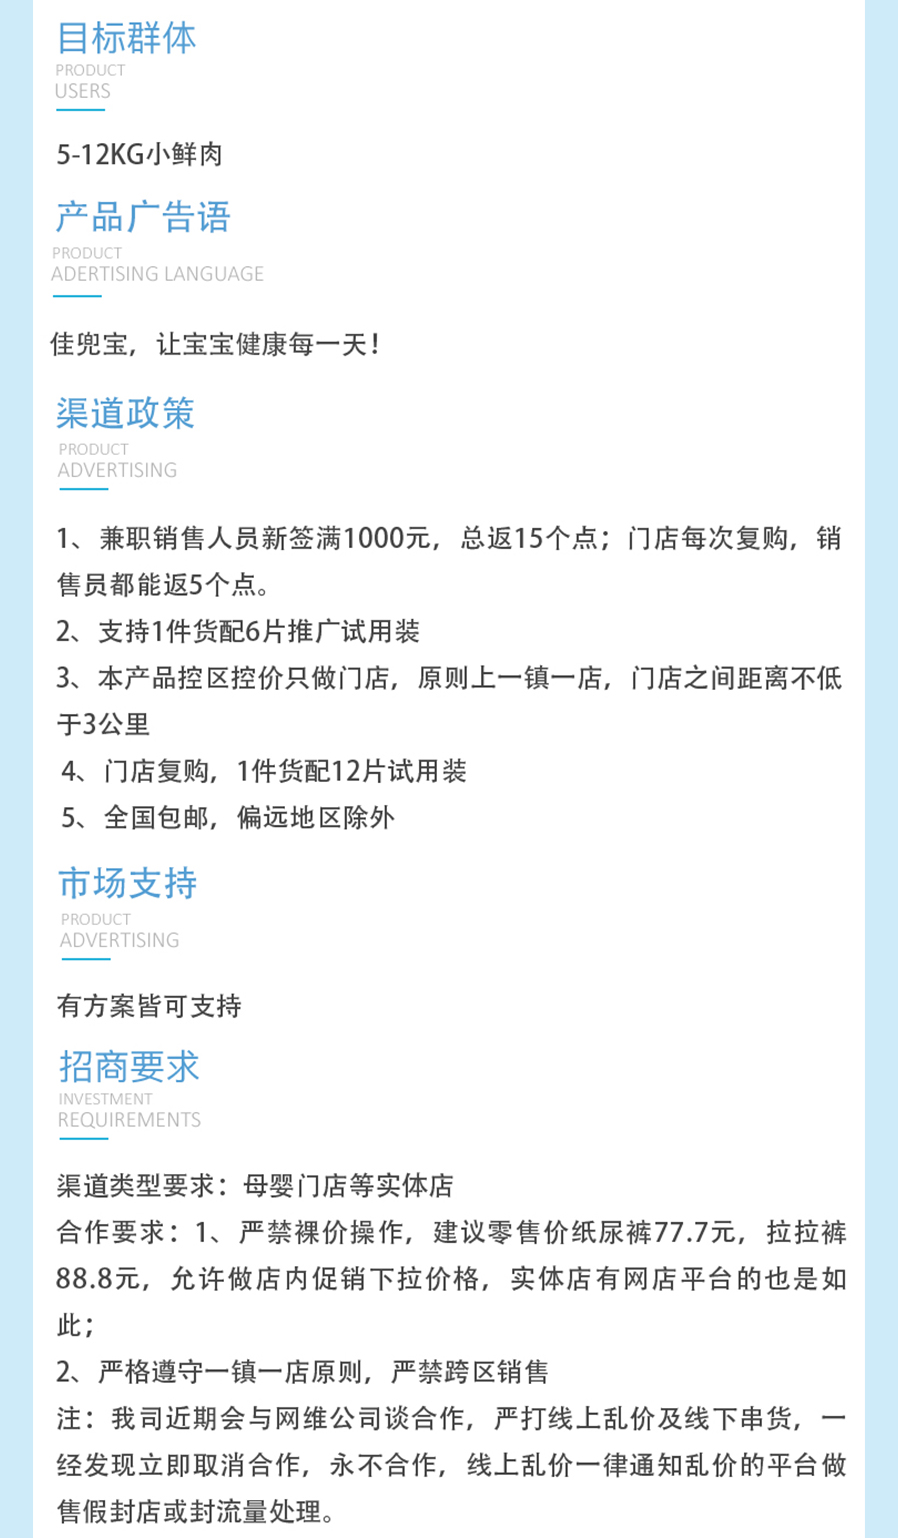 目标群体
PRODUCT
USERS
5-12KG小鲜肉
产品广告语
PRODUCT
ADERTISING LANGUAGE
佳兜宝，让宝宝健康每一天！
渠道政策
PRODUCT
ADVERTISING
1、兼职销售人员新签满1000元，总返15个点；门店每次复购，销
售员都能返5个点。
2、支持1件货配6片推广试用装
3、本产品控区控价只做门店，原则上一镇一店，门店之间距离不低
于3公里
4、门店复购，1件货配12片试用装
5、全国包邮，偏远地区除外
市场支持
PRODUCT
ADVERTISING
有方案皆可支持
招商要求
INVESTMENT
REQUIREMENTS
渠道类型要求：母婴门店等实体店
合作要求：1、严禁裸价操作，建议零售价纸尿裤77.7元，拉拉裤
88.8元，允许做店内促销下拉价格，实体店有网店平台的也是如
此；
2、严格遵守一镇一店原则，严禁跨区销售
注：我司近期会与网维公司谈合作，严打线上乱价及线下串货，一
经发现立即取消合作，永不合作，线上乱价一律通知乱价的平台做
售假封店或封流量处理。